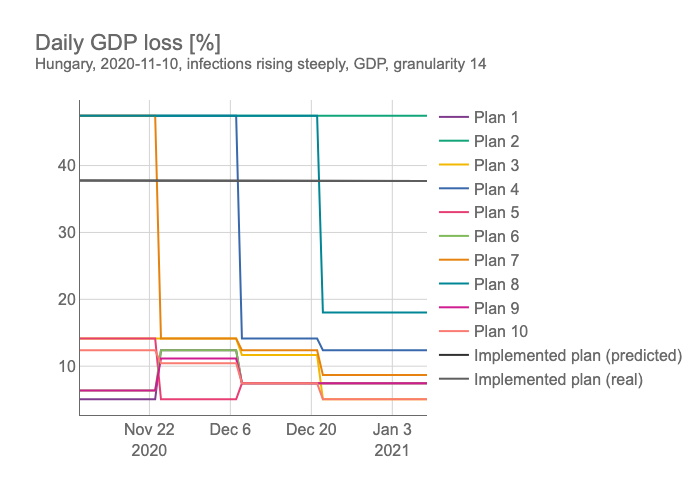 Daily GDP loss [%]
Hungary, 2020-11-10, infections rising steeply, GDP, granularity 14
40
30
20
10
Nov 22
2020
Dec 6
Dec 20
Jan 3
2021
Plan 1
Plan 2
Plan 3
Plan 4
Plan 5
Plan 6
Plan 7
Plan 8
Plan 9
Plan 10
Implemented plan (predicted)
Implemented plan (real)